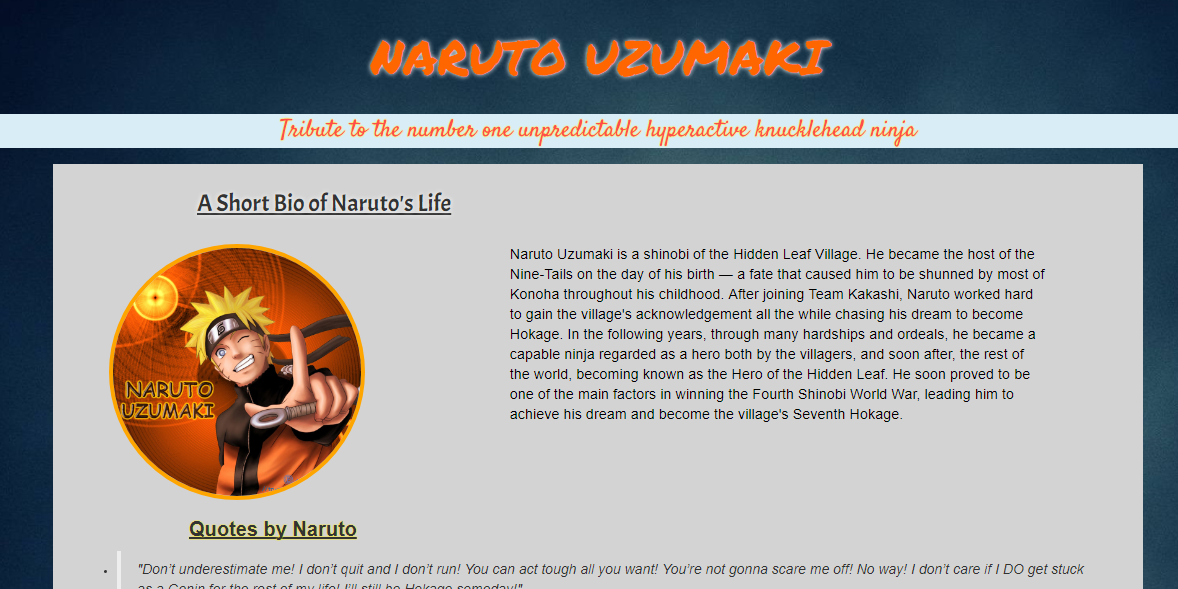 NARUTO UZUMAKI
Tribute to the number one unpredictable hyperactive knucklehead ninja
A Short Bio of Naruto's Life
NARUTO
UZUMAKI
Naruto Uzumaki is a shinobi of the Hidden Leaf Village. He became the host of the
Nine-Tails on the day of his birth — a fate that caused him to be shunned by most of
Konoha throughout his childhood. After joining Team Kakashi, Naruto worked hard
to gain the village's acknowledgement all the while chasing his dream to become
Hokage. In the following years, through many hardships and ordeals, he became a
capable ninja regarded as a hero both by the villagers, and soon after, the rest of
the world, becoming known as the Hero of the Hidden Leaf. He soon proved to be
one of the main factors in winning the Fourth Shinobi World War, leading him to
achieve his dream and become the village's Seventh Hokage.
Quotes by Naruto
"Don’t underestimate me! I don’t quit and I don’t run! You can act tough all you want! You’re not gonna scare me off! No way! I don’t care if I DO get stuck
as a Genin for the rest of my life! I’ll still be Hokage someday!"